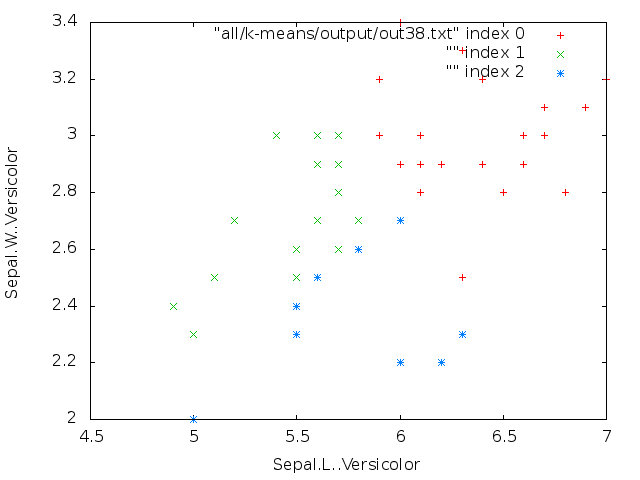 3.4
3.2
3
2.8
2.6
2.4
2.2
2
4.5 5 5.5 6 6.5 7
Sepal.W..Versicolor
Sepal.L..Versicolor
"all/k-means/output/out38.txt" index 0
"" index 1
"" index 2